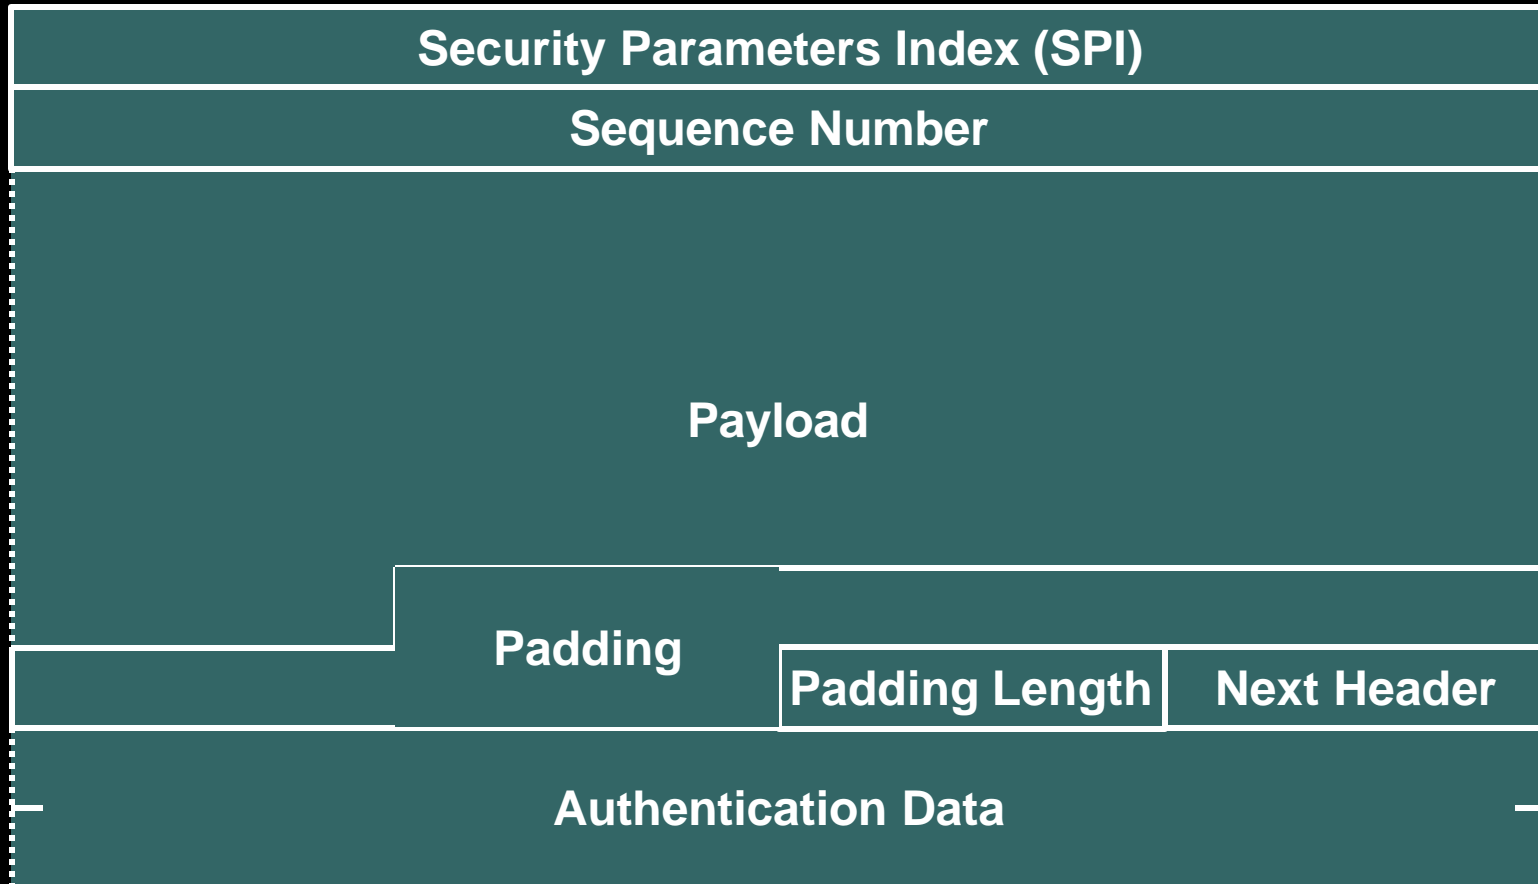 Security Parameters Index (SPI)
Sequence Number
Payload
Padding
Padding Length
Next Header
Authentication Data